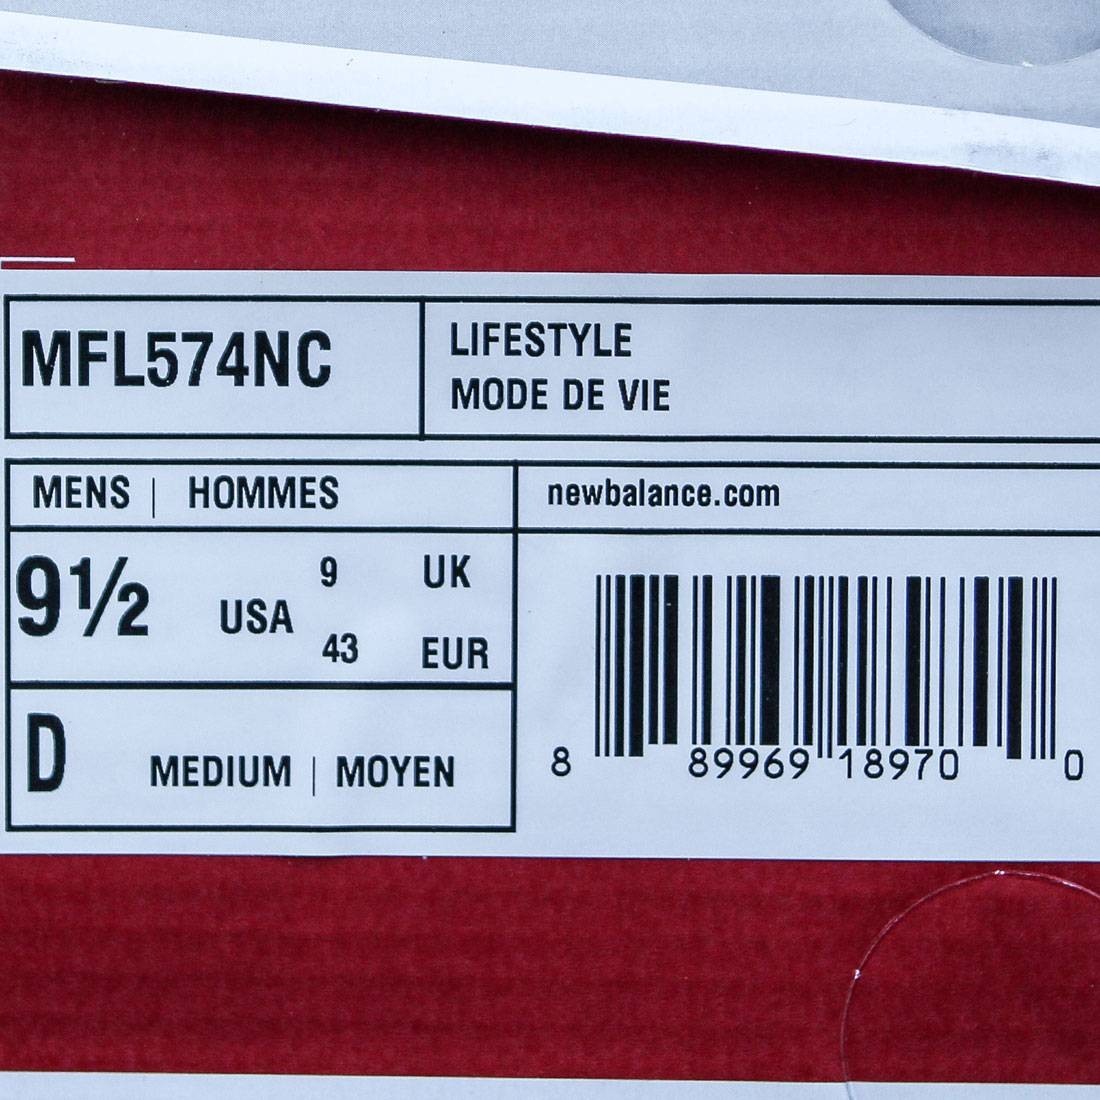 MFL574NC
LIFESTYLE
MODE DE VIE
MENS | HOMMES
newbalance.com
9½ USA
9 UK
43 EUR
D MEDIUM | MOYEN
8 89969 18970 0